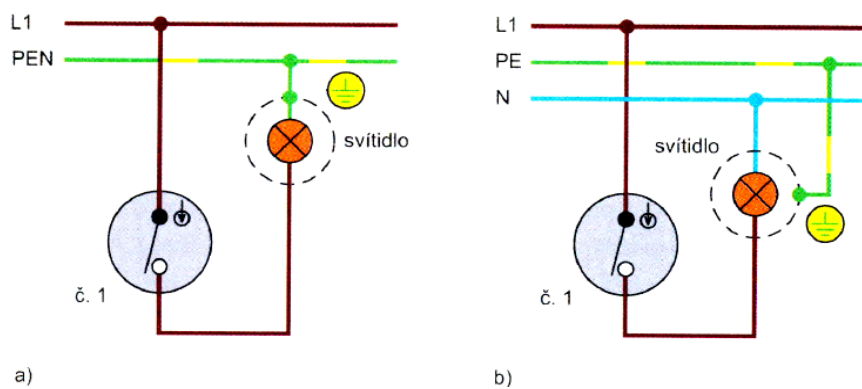 L1
PEN
svítidlo
č. 1
a)
L1
PE
N
svítidlo
č. 1
b)